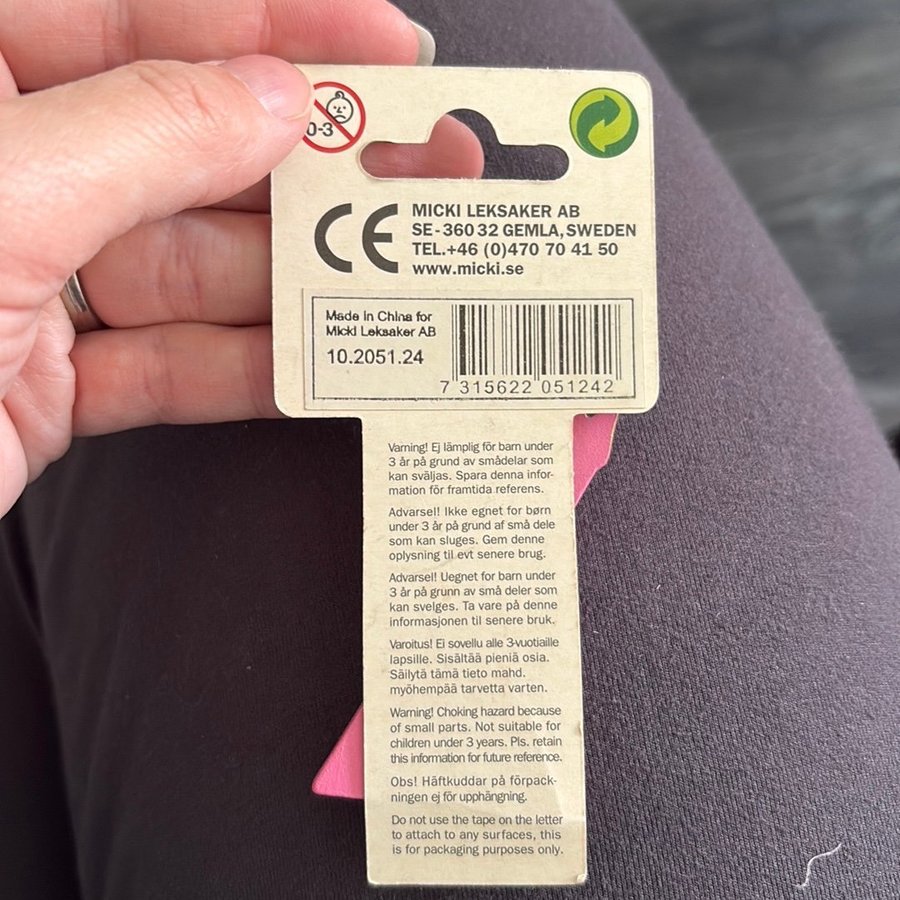 0-3
CE
MICKI LEKSAKER AB
SE-360 32 GEMLA, SWEDEN
TEL.+46 (0)470 70 41 50
www.micki.se
Made in China for
Micki Leksaker AB
10.2051.24
7 315622 051242
Varning! Ej lämplig för barn under
3 år på grund av smådelar som
kan sväljas. Spara denna infor-
mation för framtida referens.
Advarsel! Ikke egnet for børn
under 3 år på grund af små dele
som kan sluges. Gem denne
oplysning til evt senere brug.
Advarsel! Uegnet for barn under
3 år på grunn av små deler som
kan svelges. Ta vare på denne
informasjonen til senere bruk.
Varoitus! Ei sovellu alle 3-vuotiaille
lapsille. Sisältää pieniä osia.
Säilytä tämä tieto mahd.
myöhempää tarvetta varten.
Warning! Choking hazard because
of small parts. Not suitable for
children under 3 years. Pls. retain
this information for future reference.
Obs! Häftkuddar på förpack-
ningen ej för upphängning.
Do not use the tape on the letter
to attach to any surfaces, this
is for packaging purposes only.